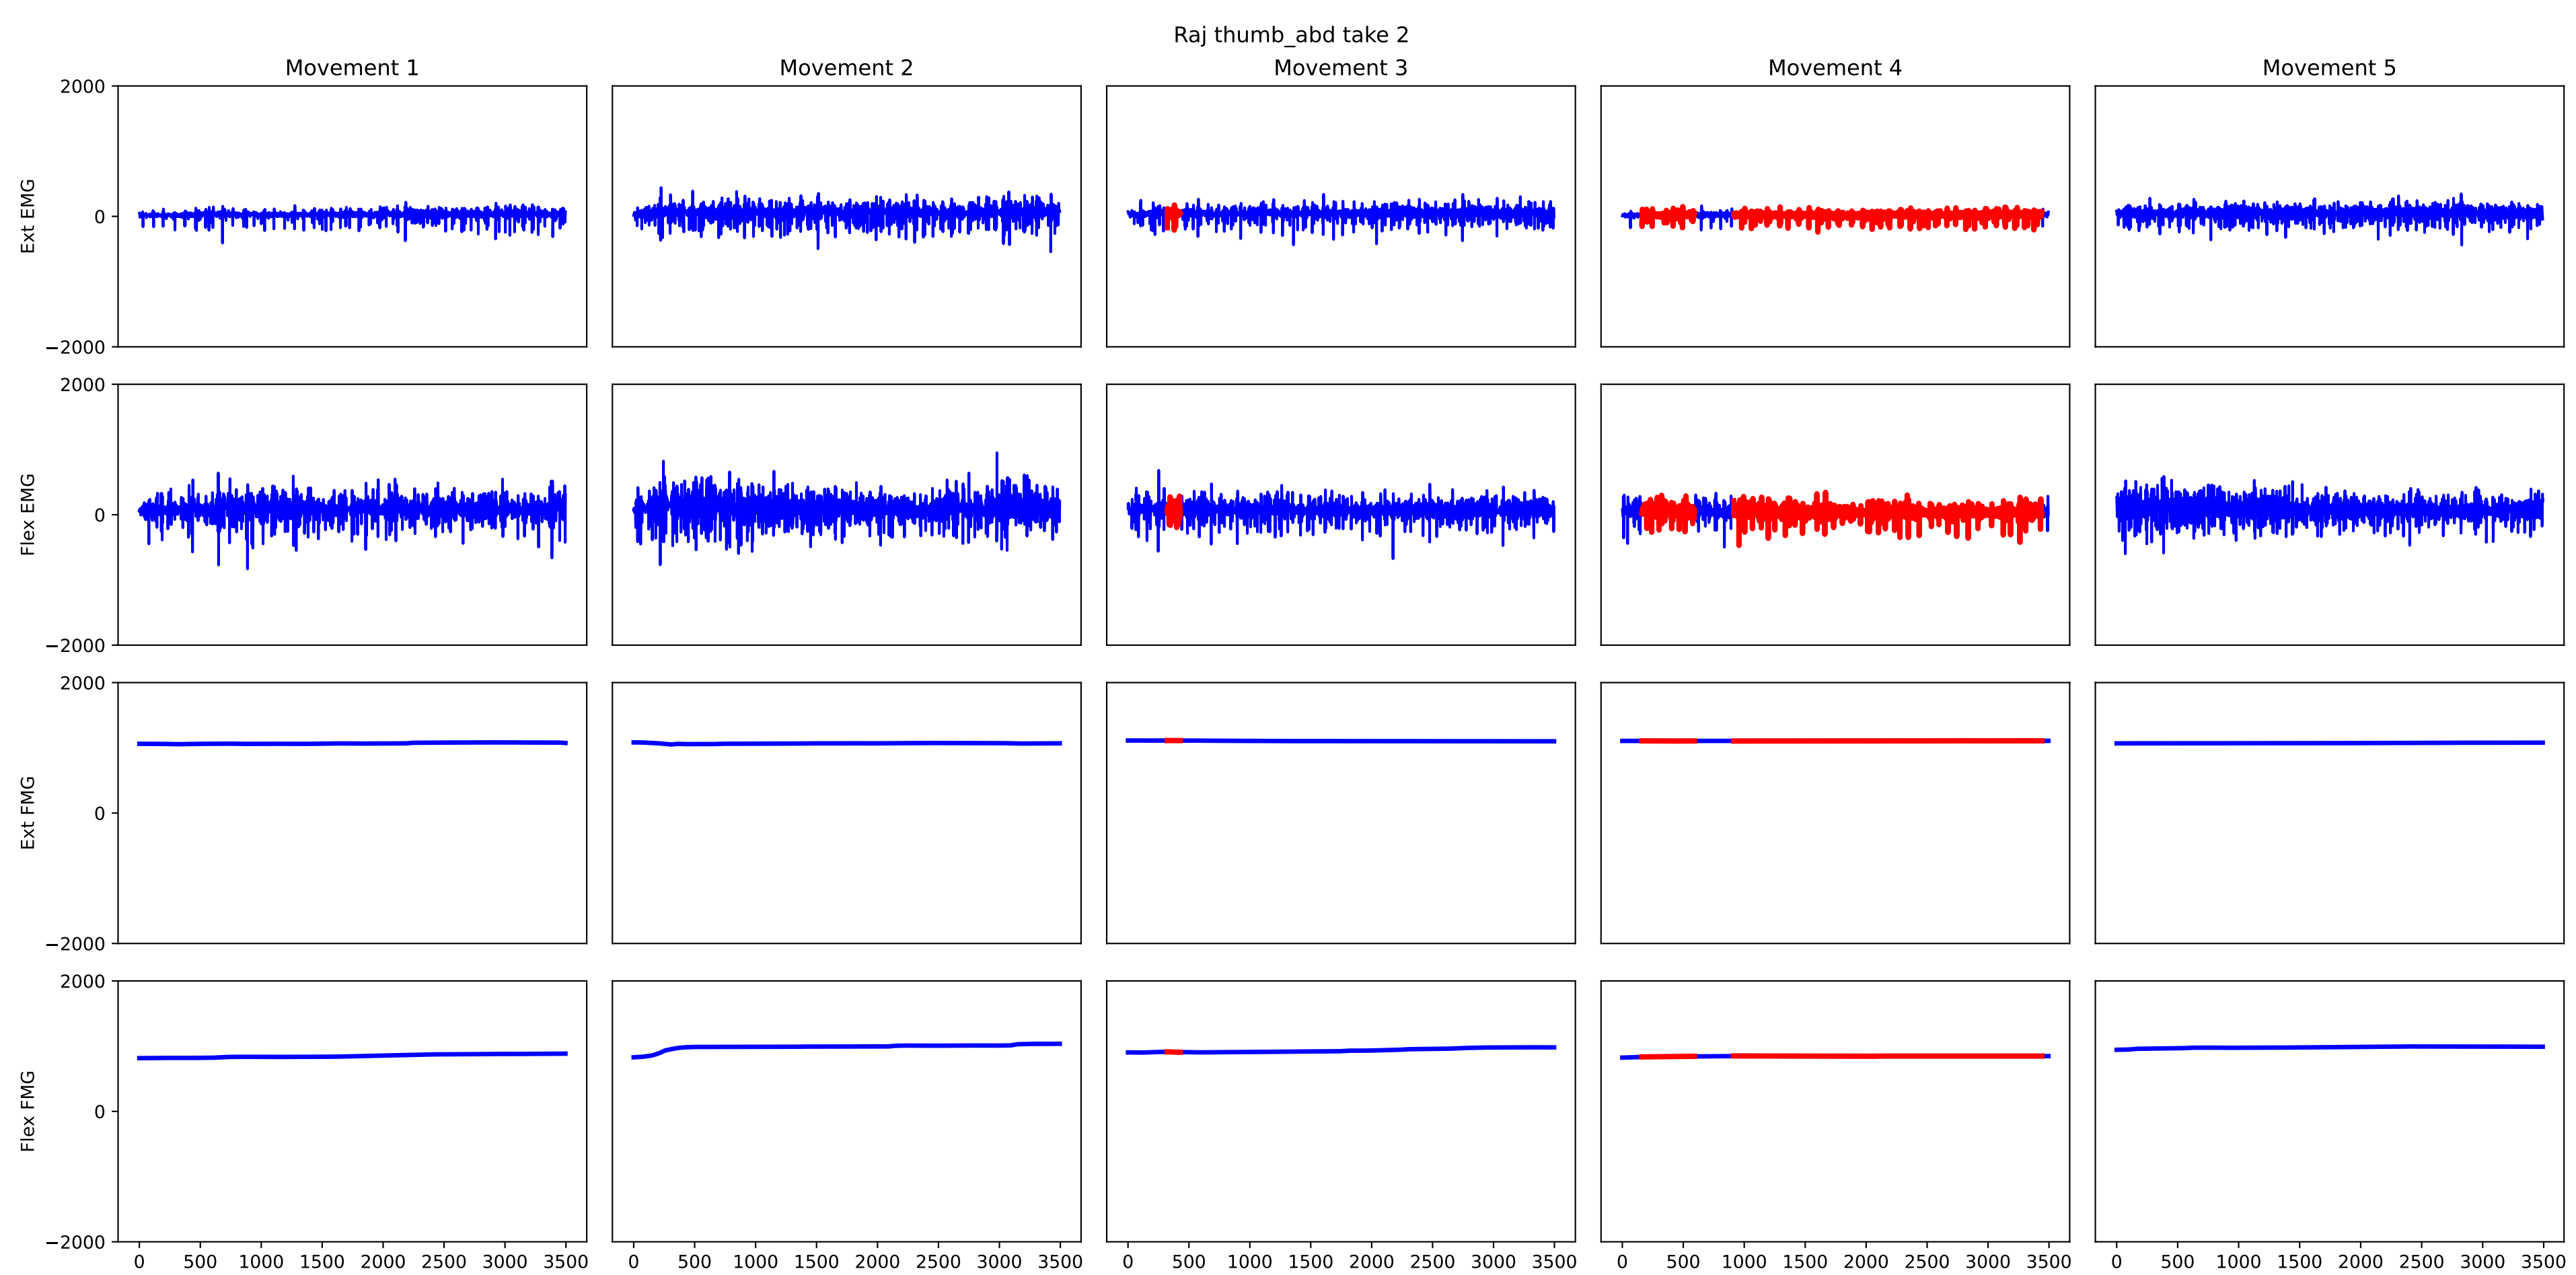 Raj thumb_abd take 2
Movement 1 Movement 2 Movement 3 Movement 4 Movement 5
2000
Ext EMG
0
−2000
2000
Flex EMG
0
−2000
2000
Ext FMG
0
−2000
2000
Flex FMG
0
−2000
0 500 1000 1500 2000 2500 3000 3500 0 500 1000 1500 2000 2500 3000 3500 0 500 1000 1500 2000 2500 3000 3500 0 500 1000 1500 2000 2500 3000 3500 0 500 1000 1500 2000 2500 3000 3500